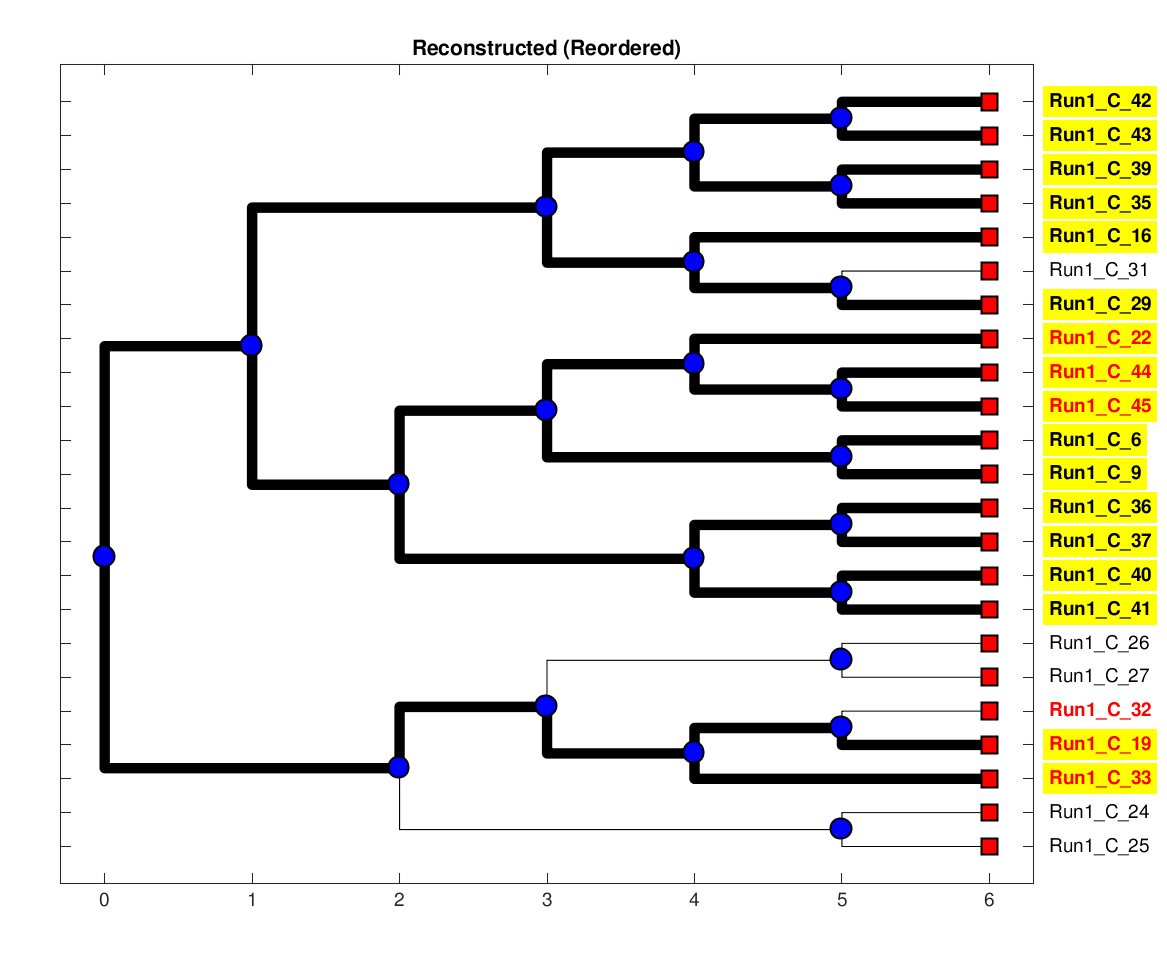 Reconstructed (Reordered)
Run1_C_42
Run1_C_43
Run1_C_39
Run1_C_35
Run1_C_16
Run1_C_31
Run1_C_29
Run1_C_22
Run1_C_44
Run1_C_45
Run1_C_6
Run1_C_9
Run1_C_36
Run1_C_37
Run1_C_40
Run1_C_41
Run1_C_26
Run1_C_27
Run1_C_32
Run1_C_19
Run1_C_33
Run1_C_24
Run1_C_25
0 1 2 3 4 5 6